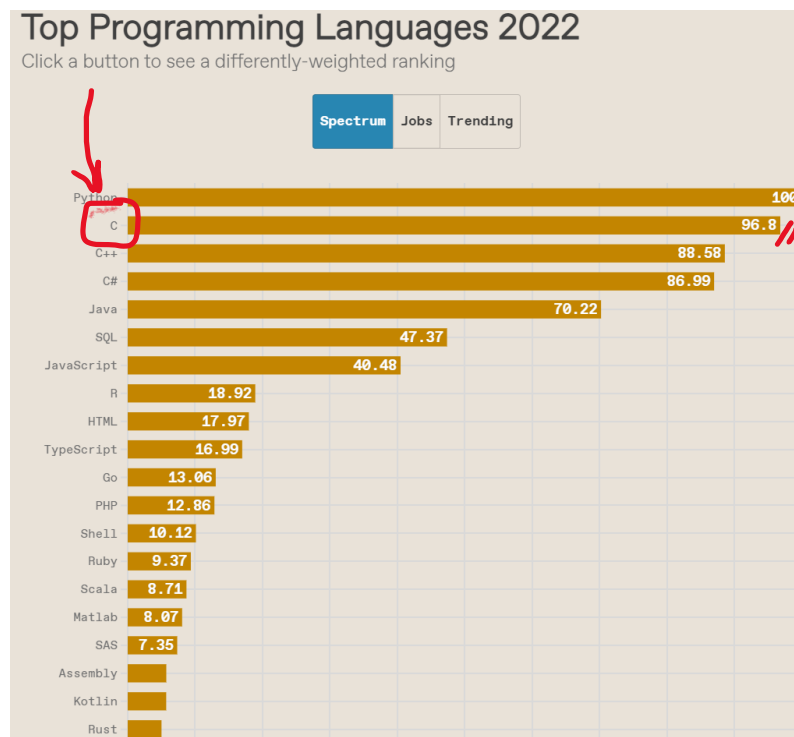 Top Programming Languages 2022
Click a button to see a differently-weighted ranking
Spectrum Jobs Trending
Python 100
C 96.8
C++ 88.58
C# 86.99
Java 70.22
SQL 47.37
JavaScript 40.48
R 18.92
HTML 17.97
TypeScript 16.99
Go 13.06
PHP 12.86
Shell 10.12
Ruby 9.37
Scala 8.71
Matlab 8.07
SAS 7.35
Assembly
Kotlin
Rust